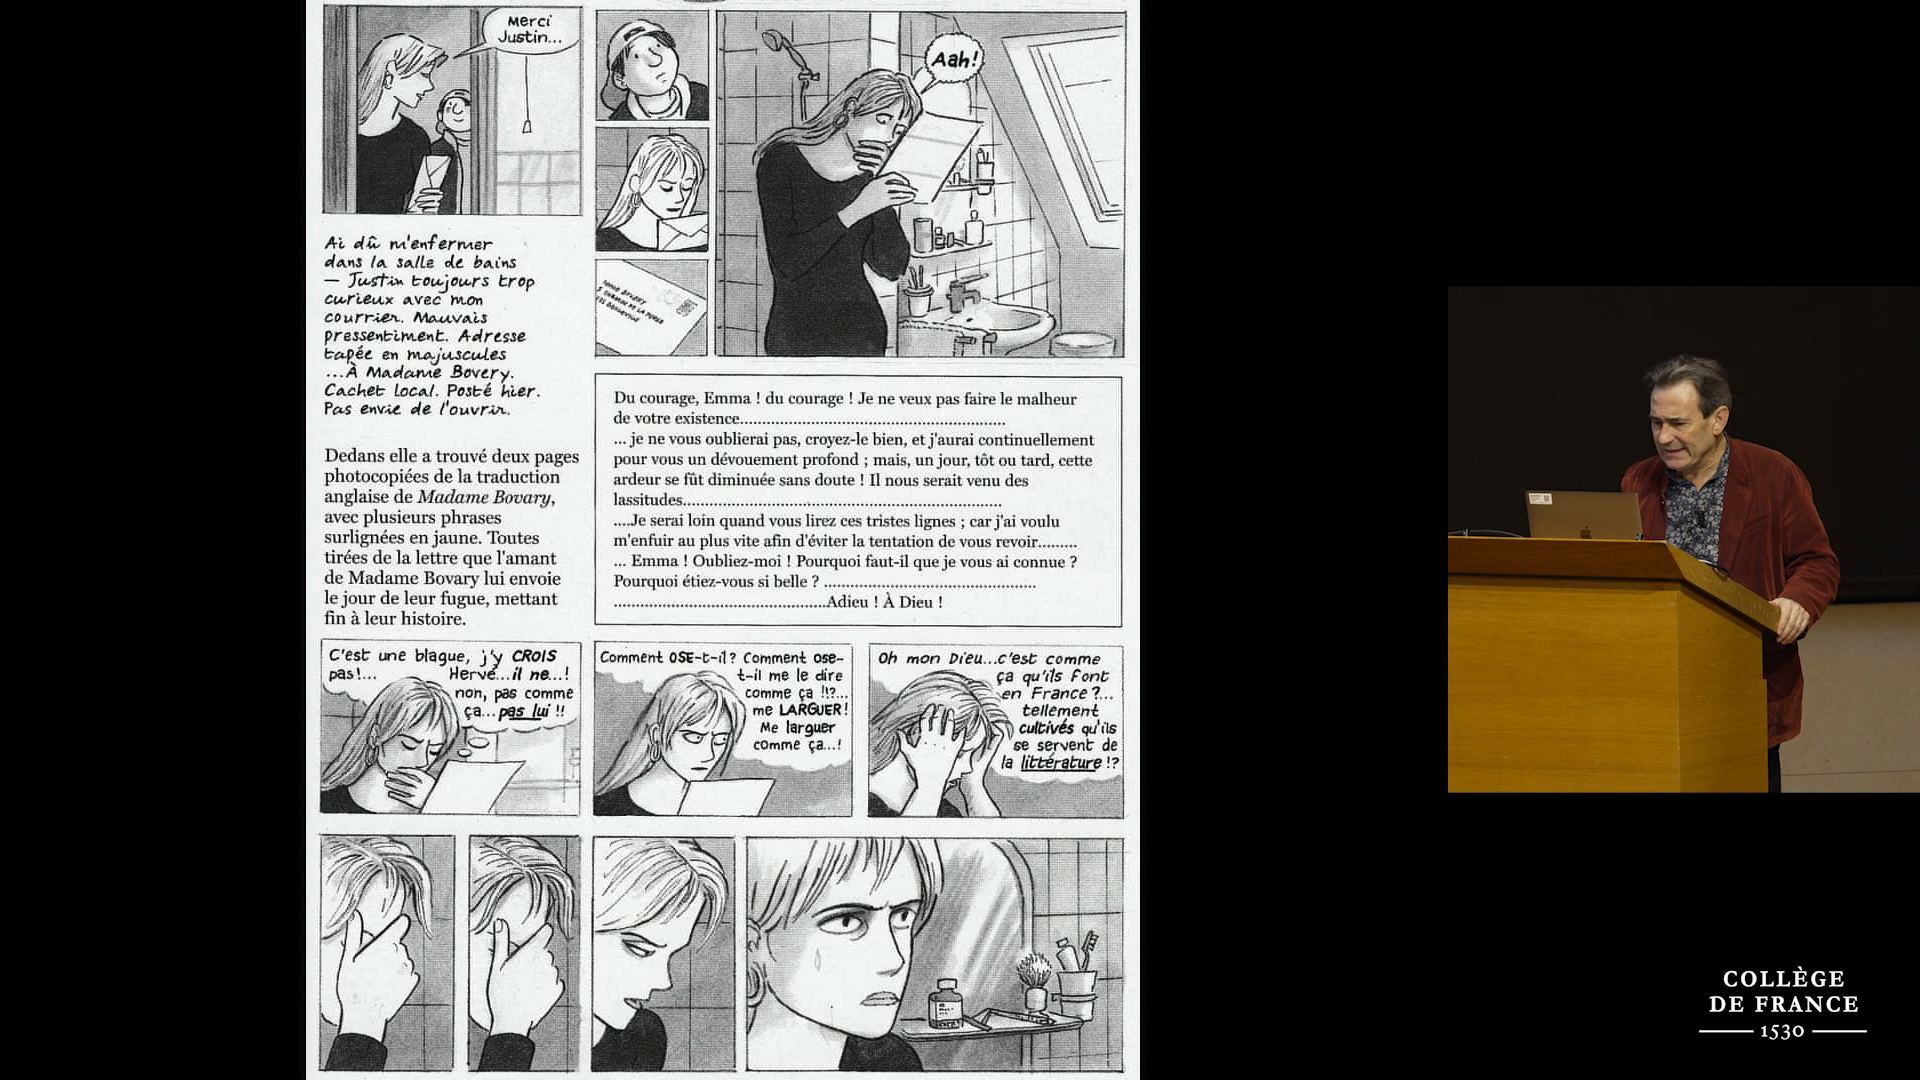 Merci
Justin...
Aah!
Ai dû m'enfermer
dans la salle de bains
— Justin toujours trop
curieux avec mon
courrier. Mauvais
pressentiment. Adresse
tapée en majuscules
...À Madame Bovery.
Cachet local. Posté hier.
Pas envie de l'ouvrir.
Dedans elle a trouvé deux pages
photocopiées de la traduction
anglaise de Madame Bovary,
avec plusieurs phrases
surlignées en jaune. Toutes
tirées de la lettre que l'amant
de Madame Bovary lui envoie
le jour de leur fugue, mettant
fin à leur histoire.
Du courage, Emma ! du courage ! Je ne veux pas faire le malheur
de votre existence..................................................................
... je ne vous oublierai pas, croyez-le bien, et j'aurai continuellement
pour vous un dévouement profond ; mais, un jour, tôt ou tard, cette
ardeur se fût diminuée sans doute ! Il nous serait venu des
lassitudes...............................................................................
....Je serai loin quand vous lirez ces tristes lignes ; car j'ai voulu
m'enfuir au plus vite afin d'éviter la tentation de vous revoir.........
... Emma ! Oubliez-moi ! Pourquoi faut-il que je vous ai connue ?
Pourquoi étiez-vous si belle ? ....................................................
.....................................................Adieu ! À Dieu !
C'est une blague, j'y CROIS
pas!... Hervé...il ne...!
non, pas comme
ça...pas lui !!
Comment OSE-t-il? Comment ose-
t-il me le dire
comme ça !!?...
me LARGUER!
Me larguer
comme ça...!
Oh mon Dieu...c'est comme
ça qu'ils font
en France?...
tellement
cultivés qu'ils
se servent de
la littérature !?
COLLÈGE
DE FRANCE
1530